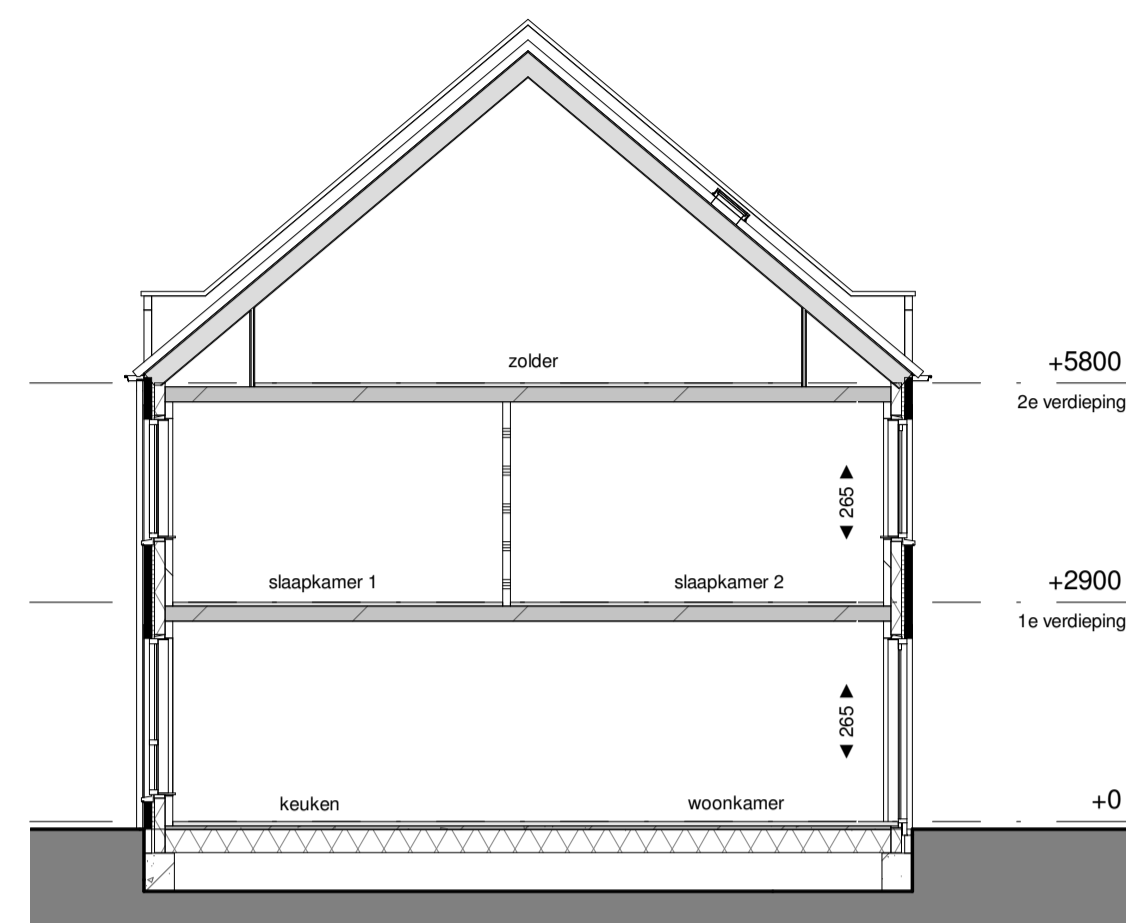 zolder
+5800
2e verdieping
265
slaapkamer 1
slaapkamer 2
+2900
1e verdieping
265
keuken
woonkamer
+0